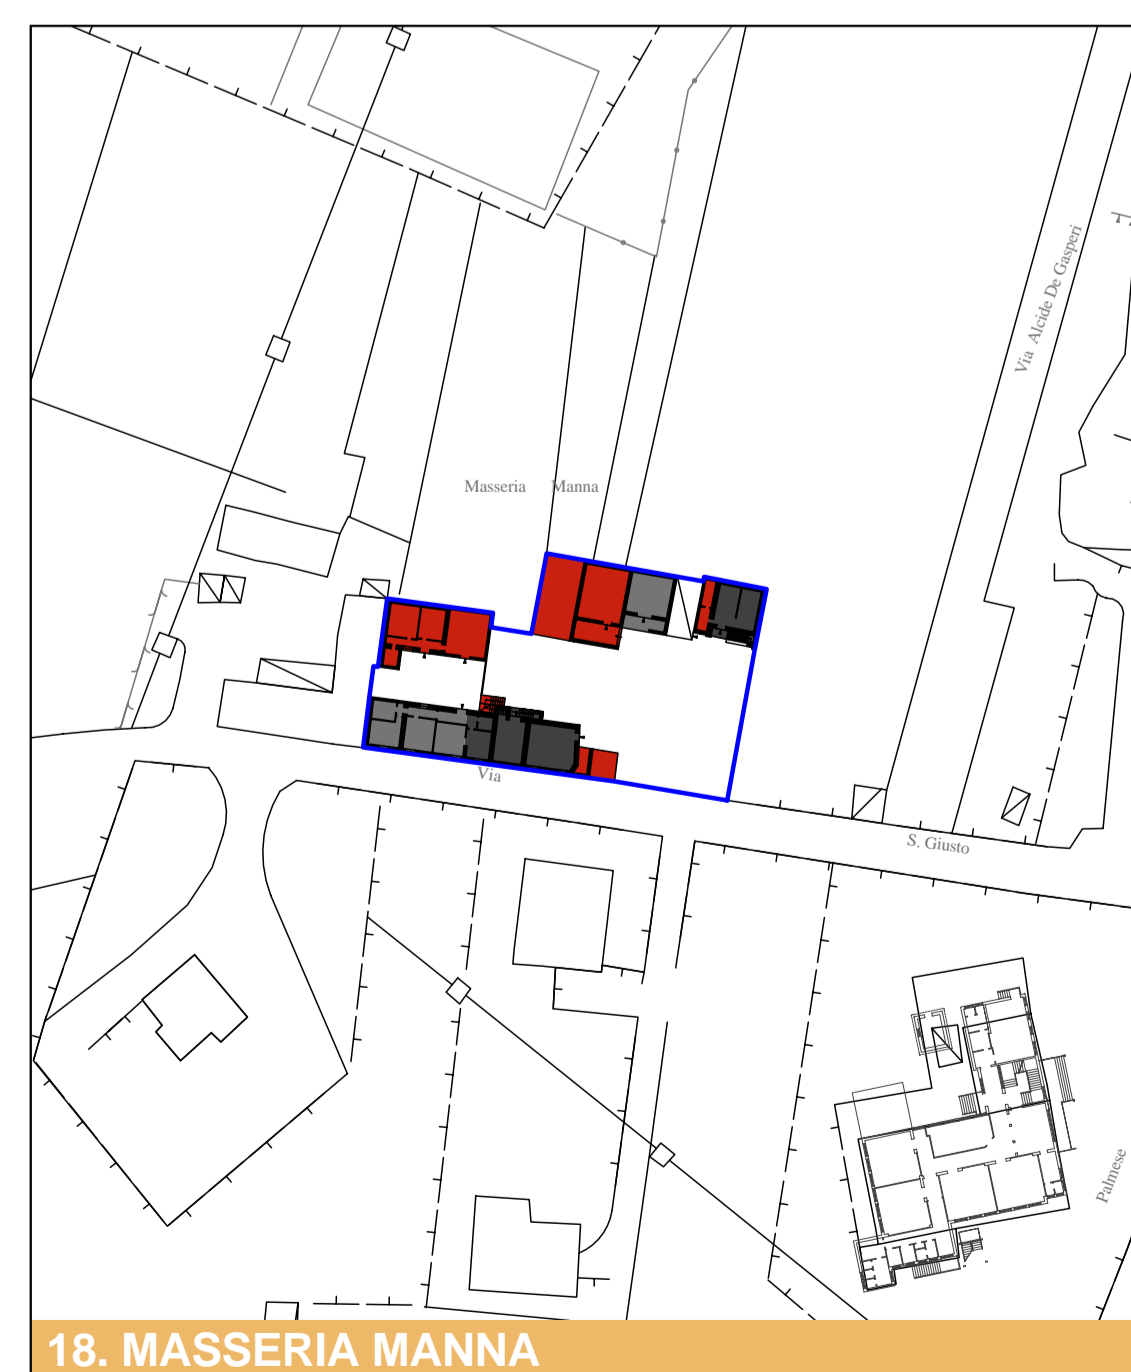 Via Alcide De Gasperi
Masseria Manna
Via S. Giusto
Palmese
18. MASSERIA MANNA